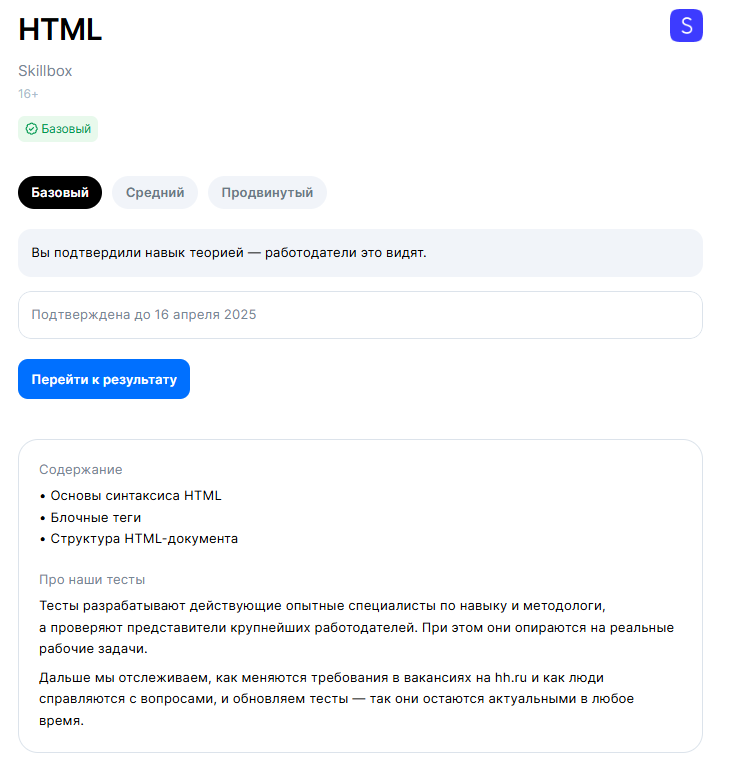 HTML
S
Skillbox
16+
Базовый
Базовый Средний Продвинутый
Вы подтвердили навык теорией — работодатели это видят.
Подтверждена до 16 апреля 2025
Перейти к результату
Содержание
• Основы синтаксиса HTML
• Блочные теги
• Структура HTML-документа
Про наши тесты
Тесты разрабатывают действующие опытные специалисты по навыку и методологи,
а проверяют представители крупнейших работодателей. При этом они опираются на реальные
рабочие задачи.
Дальше мы отслеживаем, как меняются требования в вакансиях на hh.ru и как люди
справляются с вопросами, и обновляем тесты — так они остаются актуальными в любое
время.